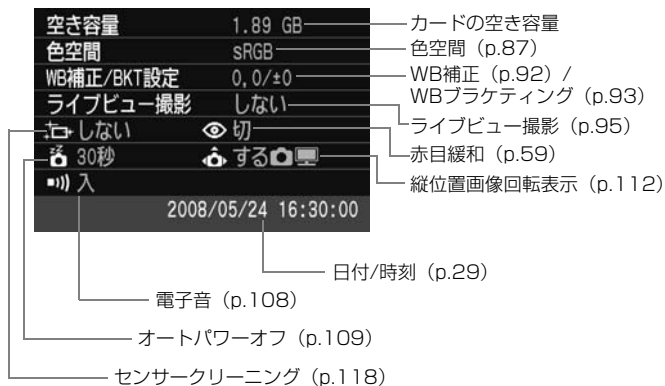 空き容量 1.89 GB
カードの空き容量
色空間 sRGB
色空間（p.87）
WB補正/BKT設定 0,0/±0
WB補正（p.92）/
WBブラケティング（p.93）
ライブビュー撮影 しない
ライブビュー撮影（p.95）
しない 切
赤目緩和（p.59）
30秒 する
縦位置画像回転表示（p.112）
入
2008/05/24 16:30:00
日付/時刻（p.29）
電子音（p.108）
オートパワーオフ（p.109）
センサークリーニング（p.118）